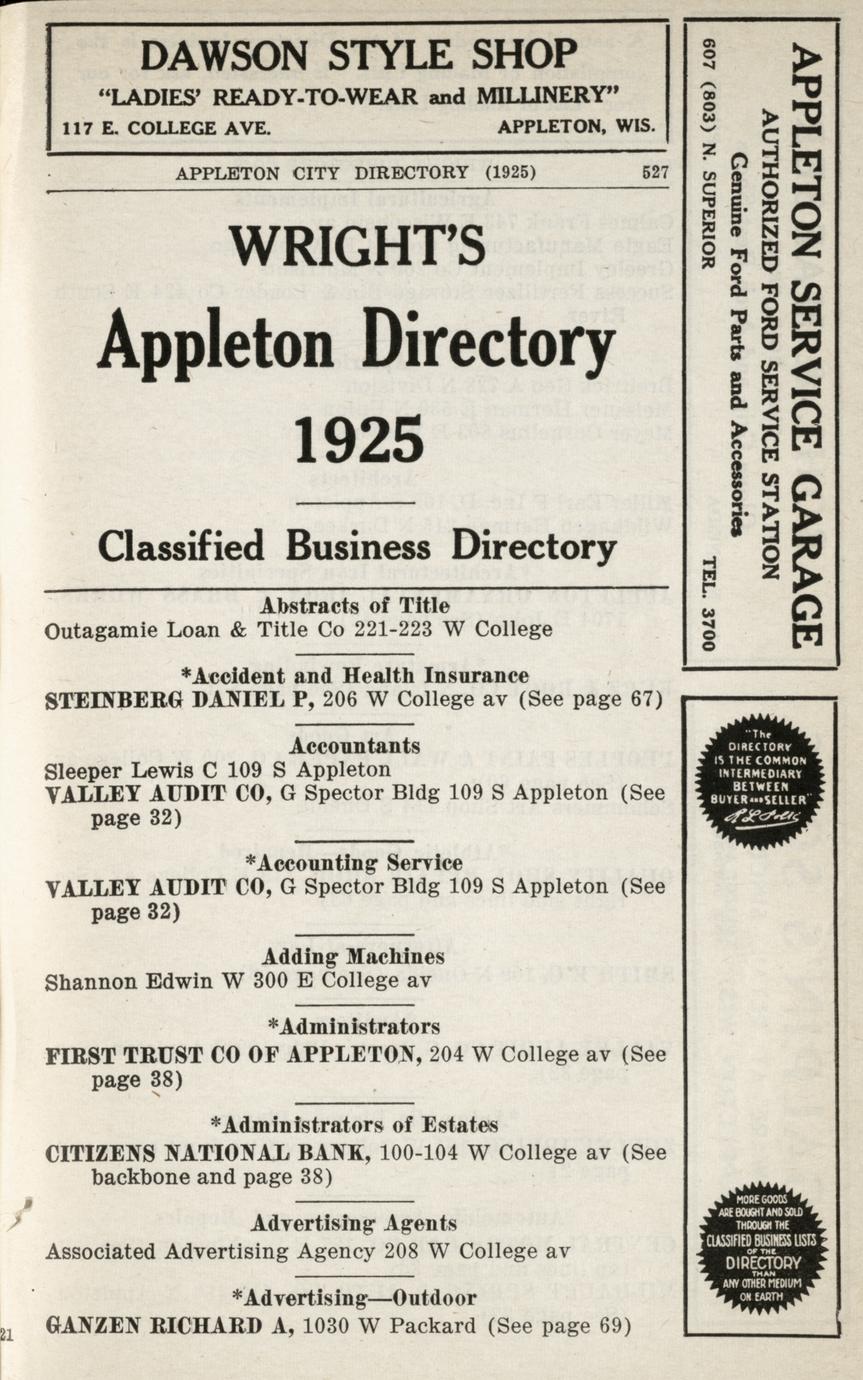 DAWSON STYLE SHOP
"LADIES' READY-TO-WEAR and MILLINERY"
117 E. COLLEGE AVE. APPLETON, WIS.
APPLETON CITY DIRECTORY (1925) 527
WRIGHT'S
Appleton Directory
1925
Classified Business Directory
Abstracts of Title
Outagamie Loan & Title Co 221-223 W College
*Accident and Health Insurance
STEINBERG DANIEL P, 206 W College av (See page 67)
Accountants
Sleeper Lewis C 109 S Appleton
VALLEY AUDIT CO, G Spector Bldg 109 S Appleton (See
page 32)
*Accounting Service
VALLEY AUDIT CO, G Spector Bldg 109 S Appleton (See
page 32)
Adding Machines
Shannon Edwin W 300 E College av
*Administrators
FIRST TRUST CO OF APPLETON, 204 W College av (See
page 38)
*Administrators of Estates
CITIZENS NATIONAL BANK, 100-104 W College av (See
backbone and page 38)
Advertising Agents
Associated Advertising Agency 208 W College av
*Advertising—Outdoor
GANZEN RICHARD A, 1030 W Packard (See page 69)
21
APPLETON SERVICE GARAGE
AUTHORIZED FORD SERVICE STATION
Genuine Ford Parts and Accessories
607 (803) N. SUPERIOR TEL. 3700
"The
DIRECTORY
IS THE COMMON
INTERMEDIARY
BETWEEN
BUYER AND SELLER"
R L Polk
MORE GOODS
ARE BOUGHT AND SOLD
THROUGH THE
CLASSIFIED BUSINESS LISTS
OF THE
DIRECTORY
THAN
ANY OTHER MEDIUM
ON EARTH